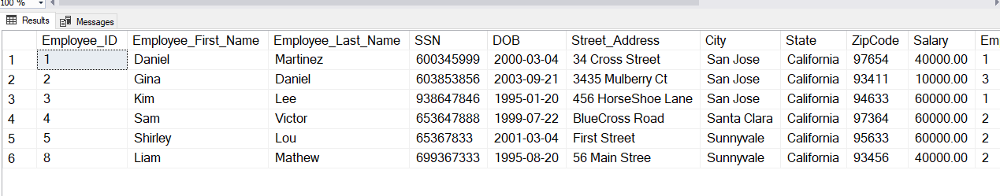 100 %
Results Messages
Employee_ID Employee_First_Name Employee_Last_Name SSN DOB Street_Address City State ZipCode Salary Em
1 1 Daniel Martinez 600345999 2000-03-04 34 Cross Street San Jose California 97654 40000.00 1
2 2 Gina Daniel 603853856 2003-09-21 3435 Mulberry Ct San Jose California 93411 10000.00 3
3 3 Kim Lee 938647846 1995-01-20 456 HorseShoe Lane San Jose California 94633 60000.00 1
4 4 Sam Victor 653647888 1999-07-22 BlueCross Road Santa Clara California 97364 60000.00 2
5 5 Shirley Lou 65367833 2001-03-04 First Street Sunnyvale California 95633 60000.00 2
6 8 Liam Mathew 699367333 1995-08-20 56 Main Stree Sunnyvale California 93456 40000.00 2